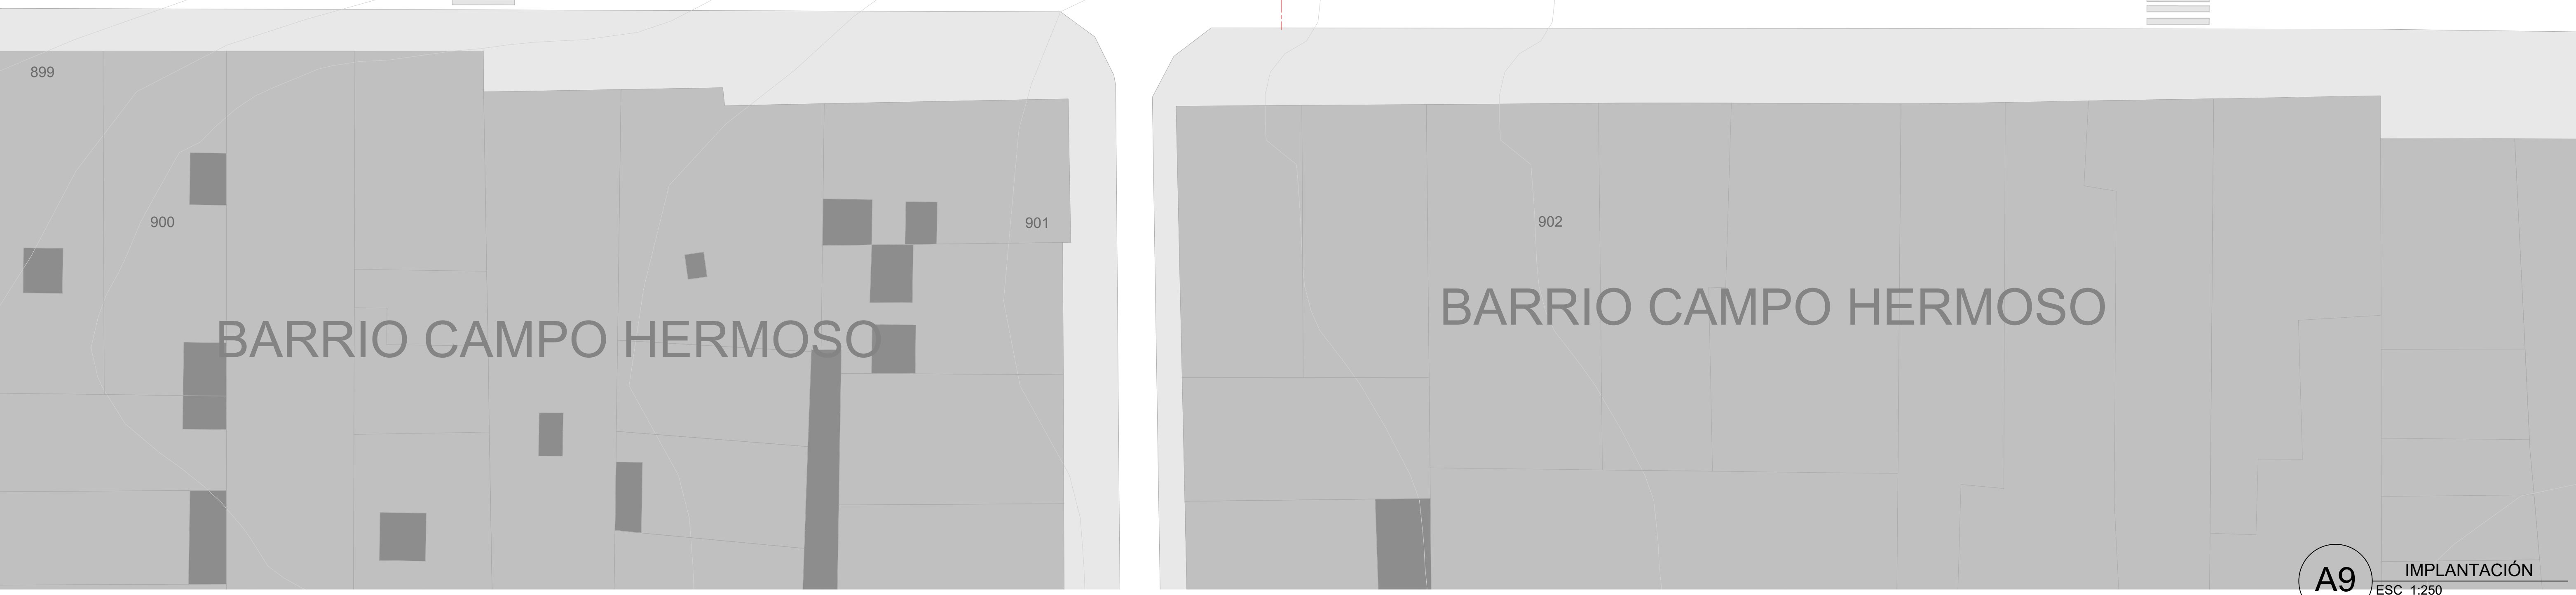 899
900
901
902
BARRIO CAMPO HERMOSO
BARRIO CAMPO HERMOSO
A9
IMPLANTACIÓN
ESC 1:250